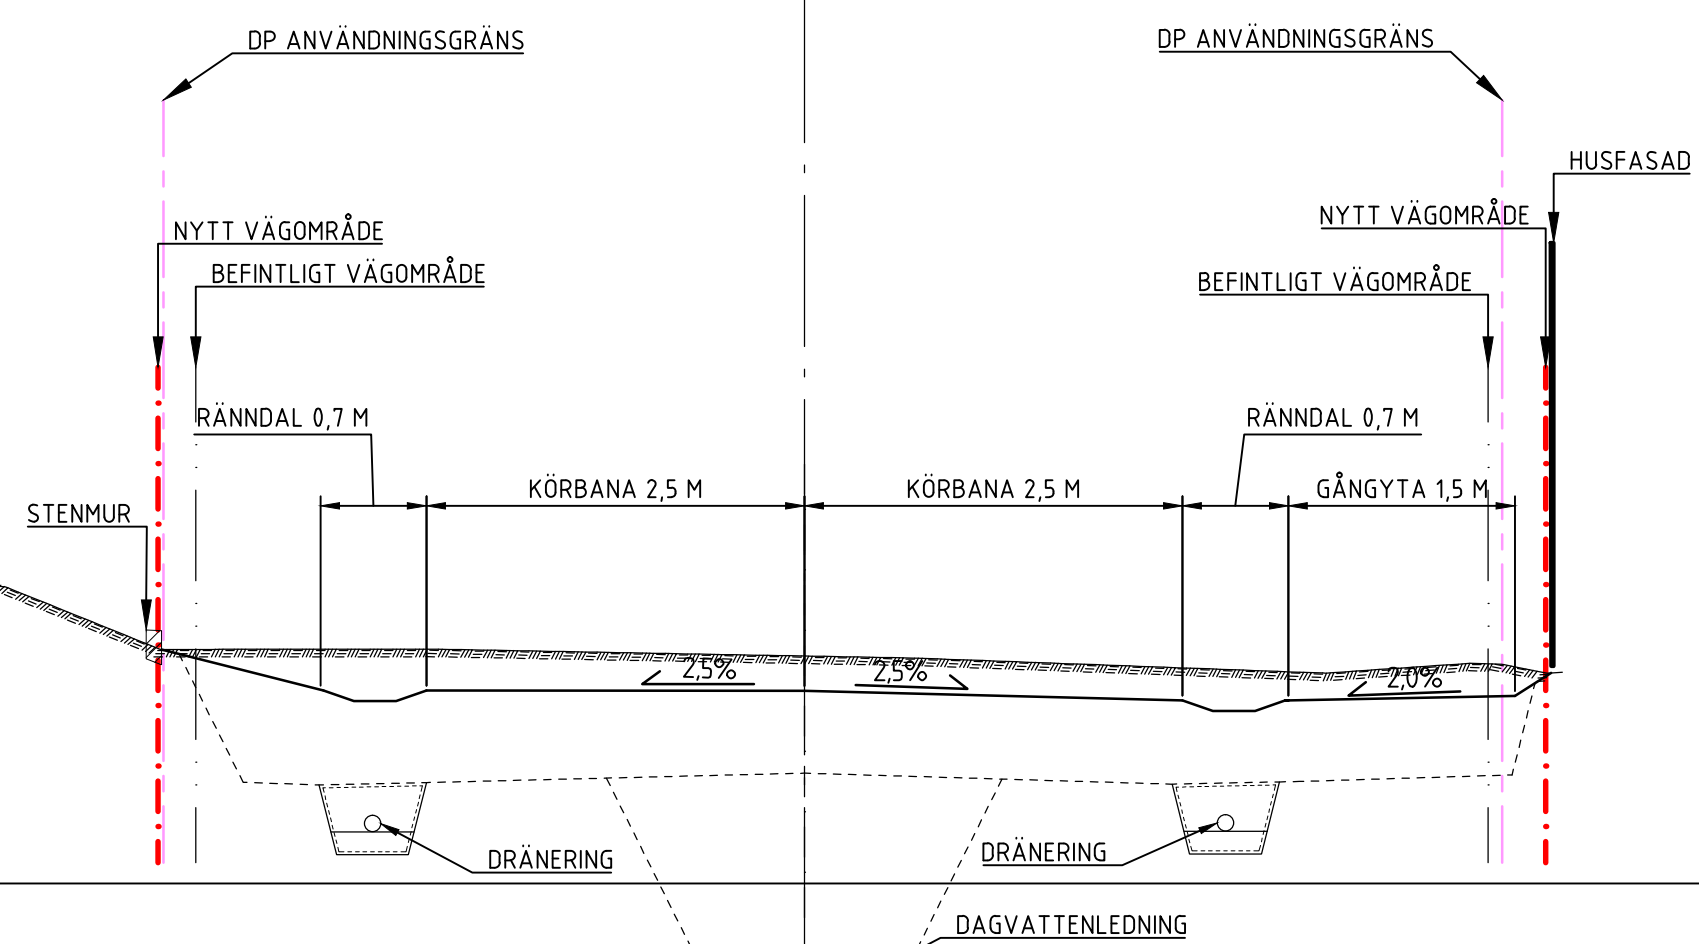 DP ANVÄNDNINGSGRÄNS
DP ANVÄNDNINGSGRÄNS
HUSFASAD
NYTT VÄGOMRÅDE
NYTT VÄGOMRÅDE
BEFINTLIGT VÄGOMRÅDE
BEFINTLIGT VÄGOMRÅDE
RÄNNDAL 0,7 M
RÄNNDAL 0,7 M
KÖRBANA 2,5 M
KÖRBANA 2,5 M
GÅNGYTA 1,5 M
STENMUR
2,5%
2,5%
2,0%
DRÄNERING
DRÄNERING
DAGVATTENLEDNING